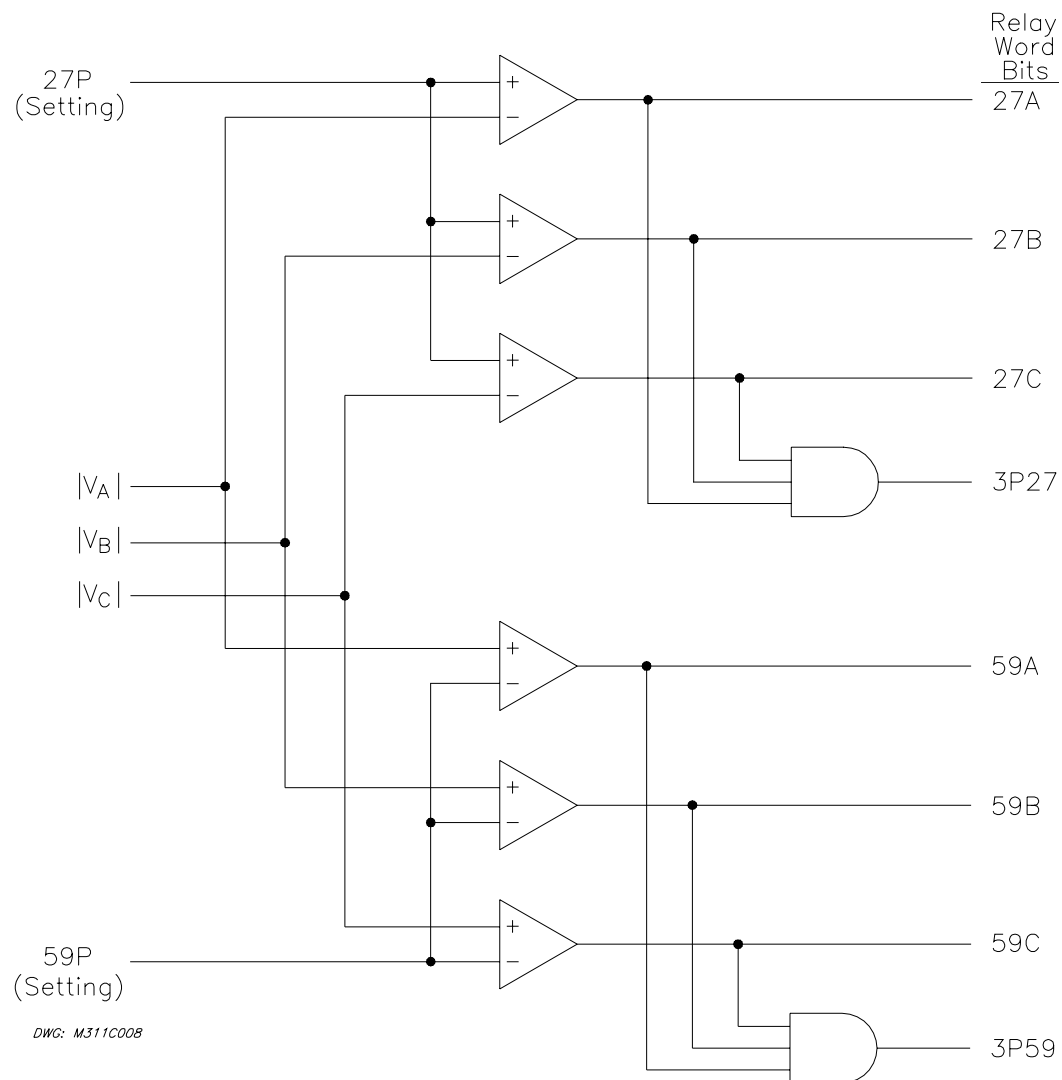 Relay
Word
Bits
27P
(Setting)
+
−
27A
+
−
27B
+
−
27C
3P27
|VA|
|VB|
|VC|
+
−
59A
+
−
59B
+
−
59C
59P
(Setting)
DWG: M311C008
3P59